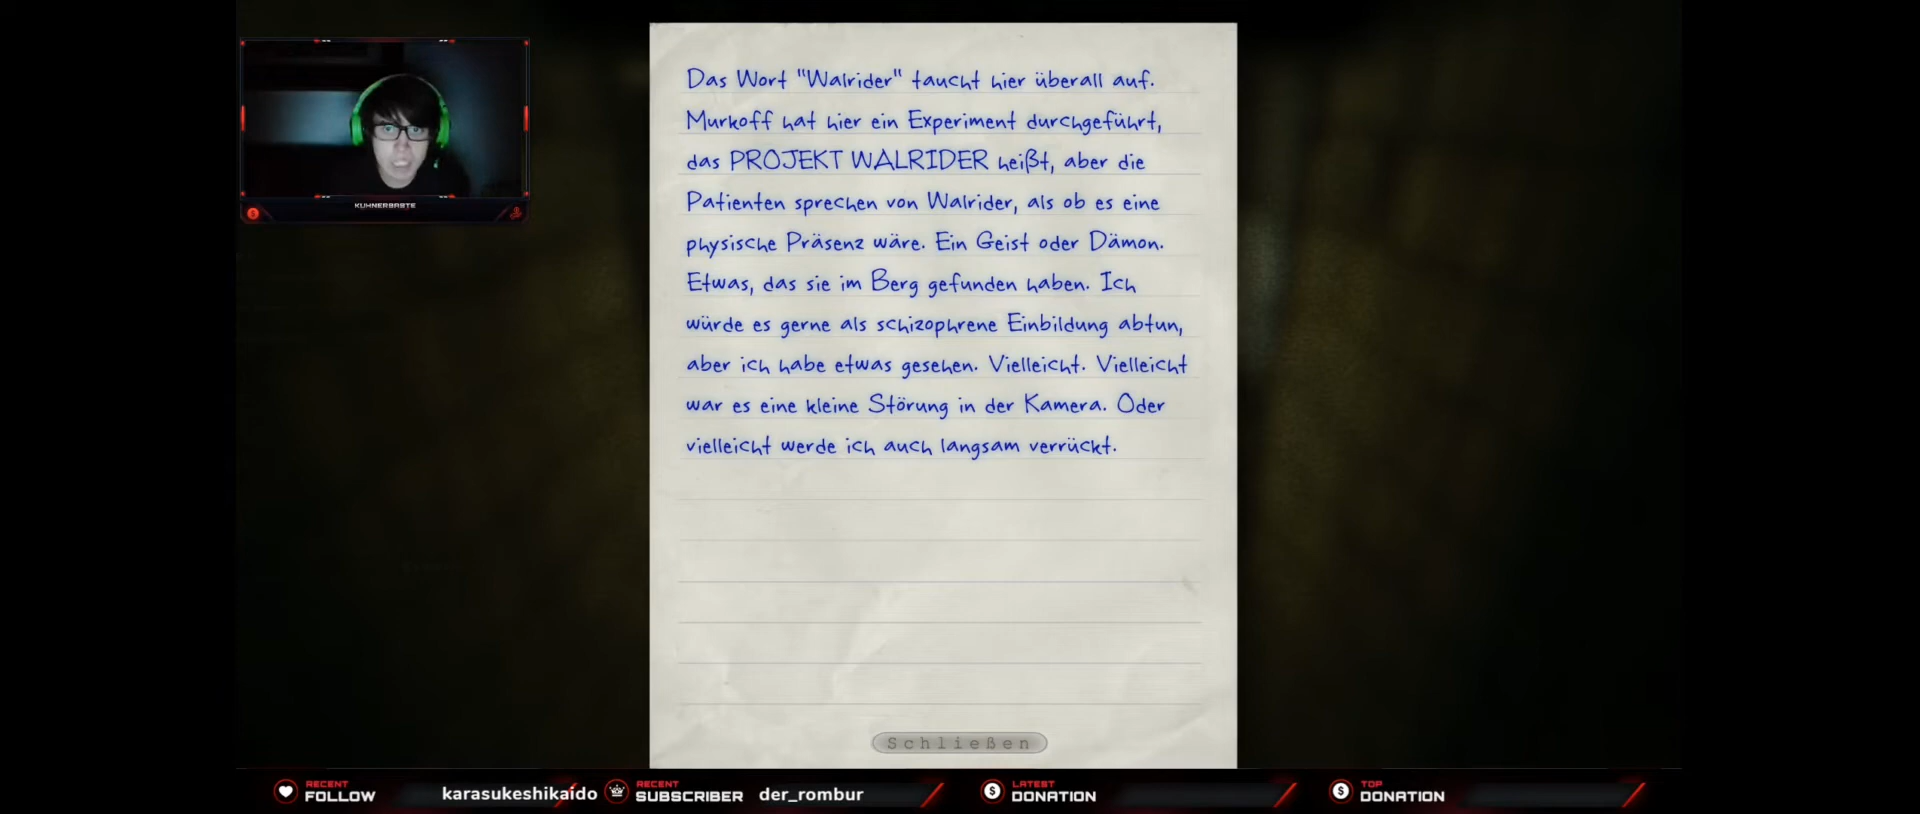 Das Wort "Walrider" taucht hier überall auf.
Murkoff hat hier ein Experiment durchgeführt,
das PROJEKT WALRIDER heißt, aber die
Patienten sprechen von Walrider, als ob es eine
physische Präsenz wäre. Ein Geist oder Dämon.
Etwas, das sie im Berg gefunden haben. Ich
würde es gerne als schizophrene Einbildung abtun,
aber ich habe etwas gesehen. Vielleicht. Vielleicht
war es eine kleine Störung in der Kamera. Oder
vielleicht werde ich auch langsam verrückt.
Schließen
KUHNERBABTE
RECENT
FOLLOW
karasukeshikaido
RECENT
SUBSCRIBER
der_rombur
LATEST
DONATION
TOP
DONATION